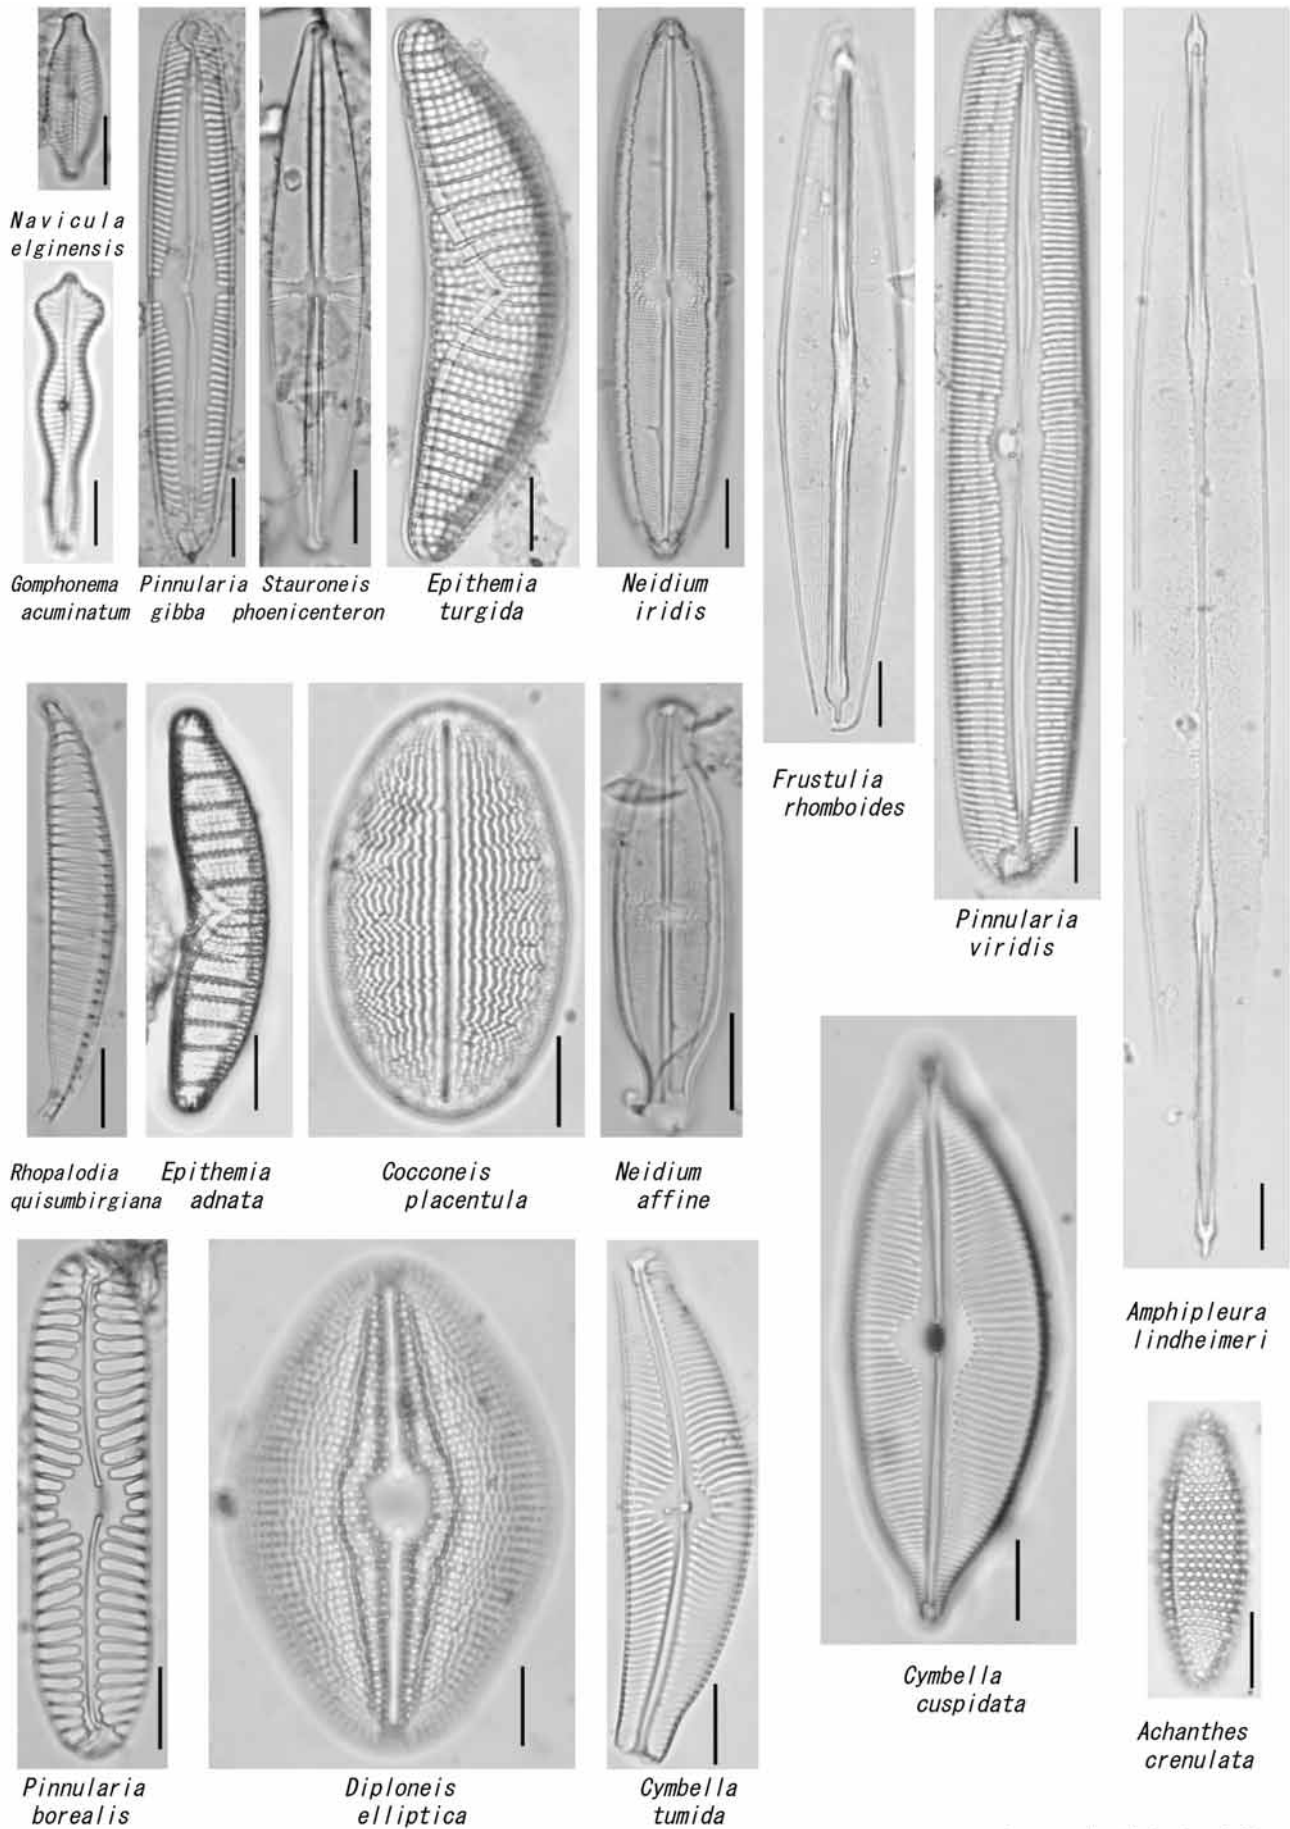 Navicula
elginensis
Gomphonema
acuminatum
Pinnularia
gibba
Stauroneis
phoenicenteron
Epithemia
turgida
Neidium
iridis
Frustulia
rhomboides
Pinnularia
viridis
Rhopalodia
quisumbirgiana
Epithemia
adnata
Cocconeis
placentula
Neidium
affine
Amphipleura
lindheimeri
Cymbella
cuspidata
Achanthes
crenulata
Pinnularia
borealis
Diploneis
elliptica
Cymbella
tumida